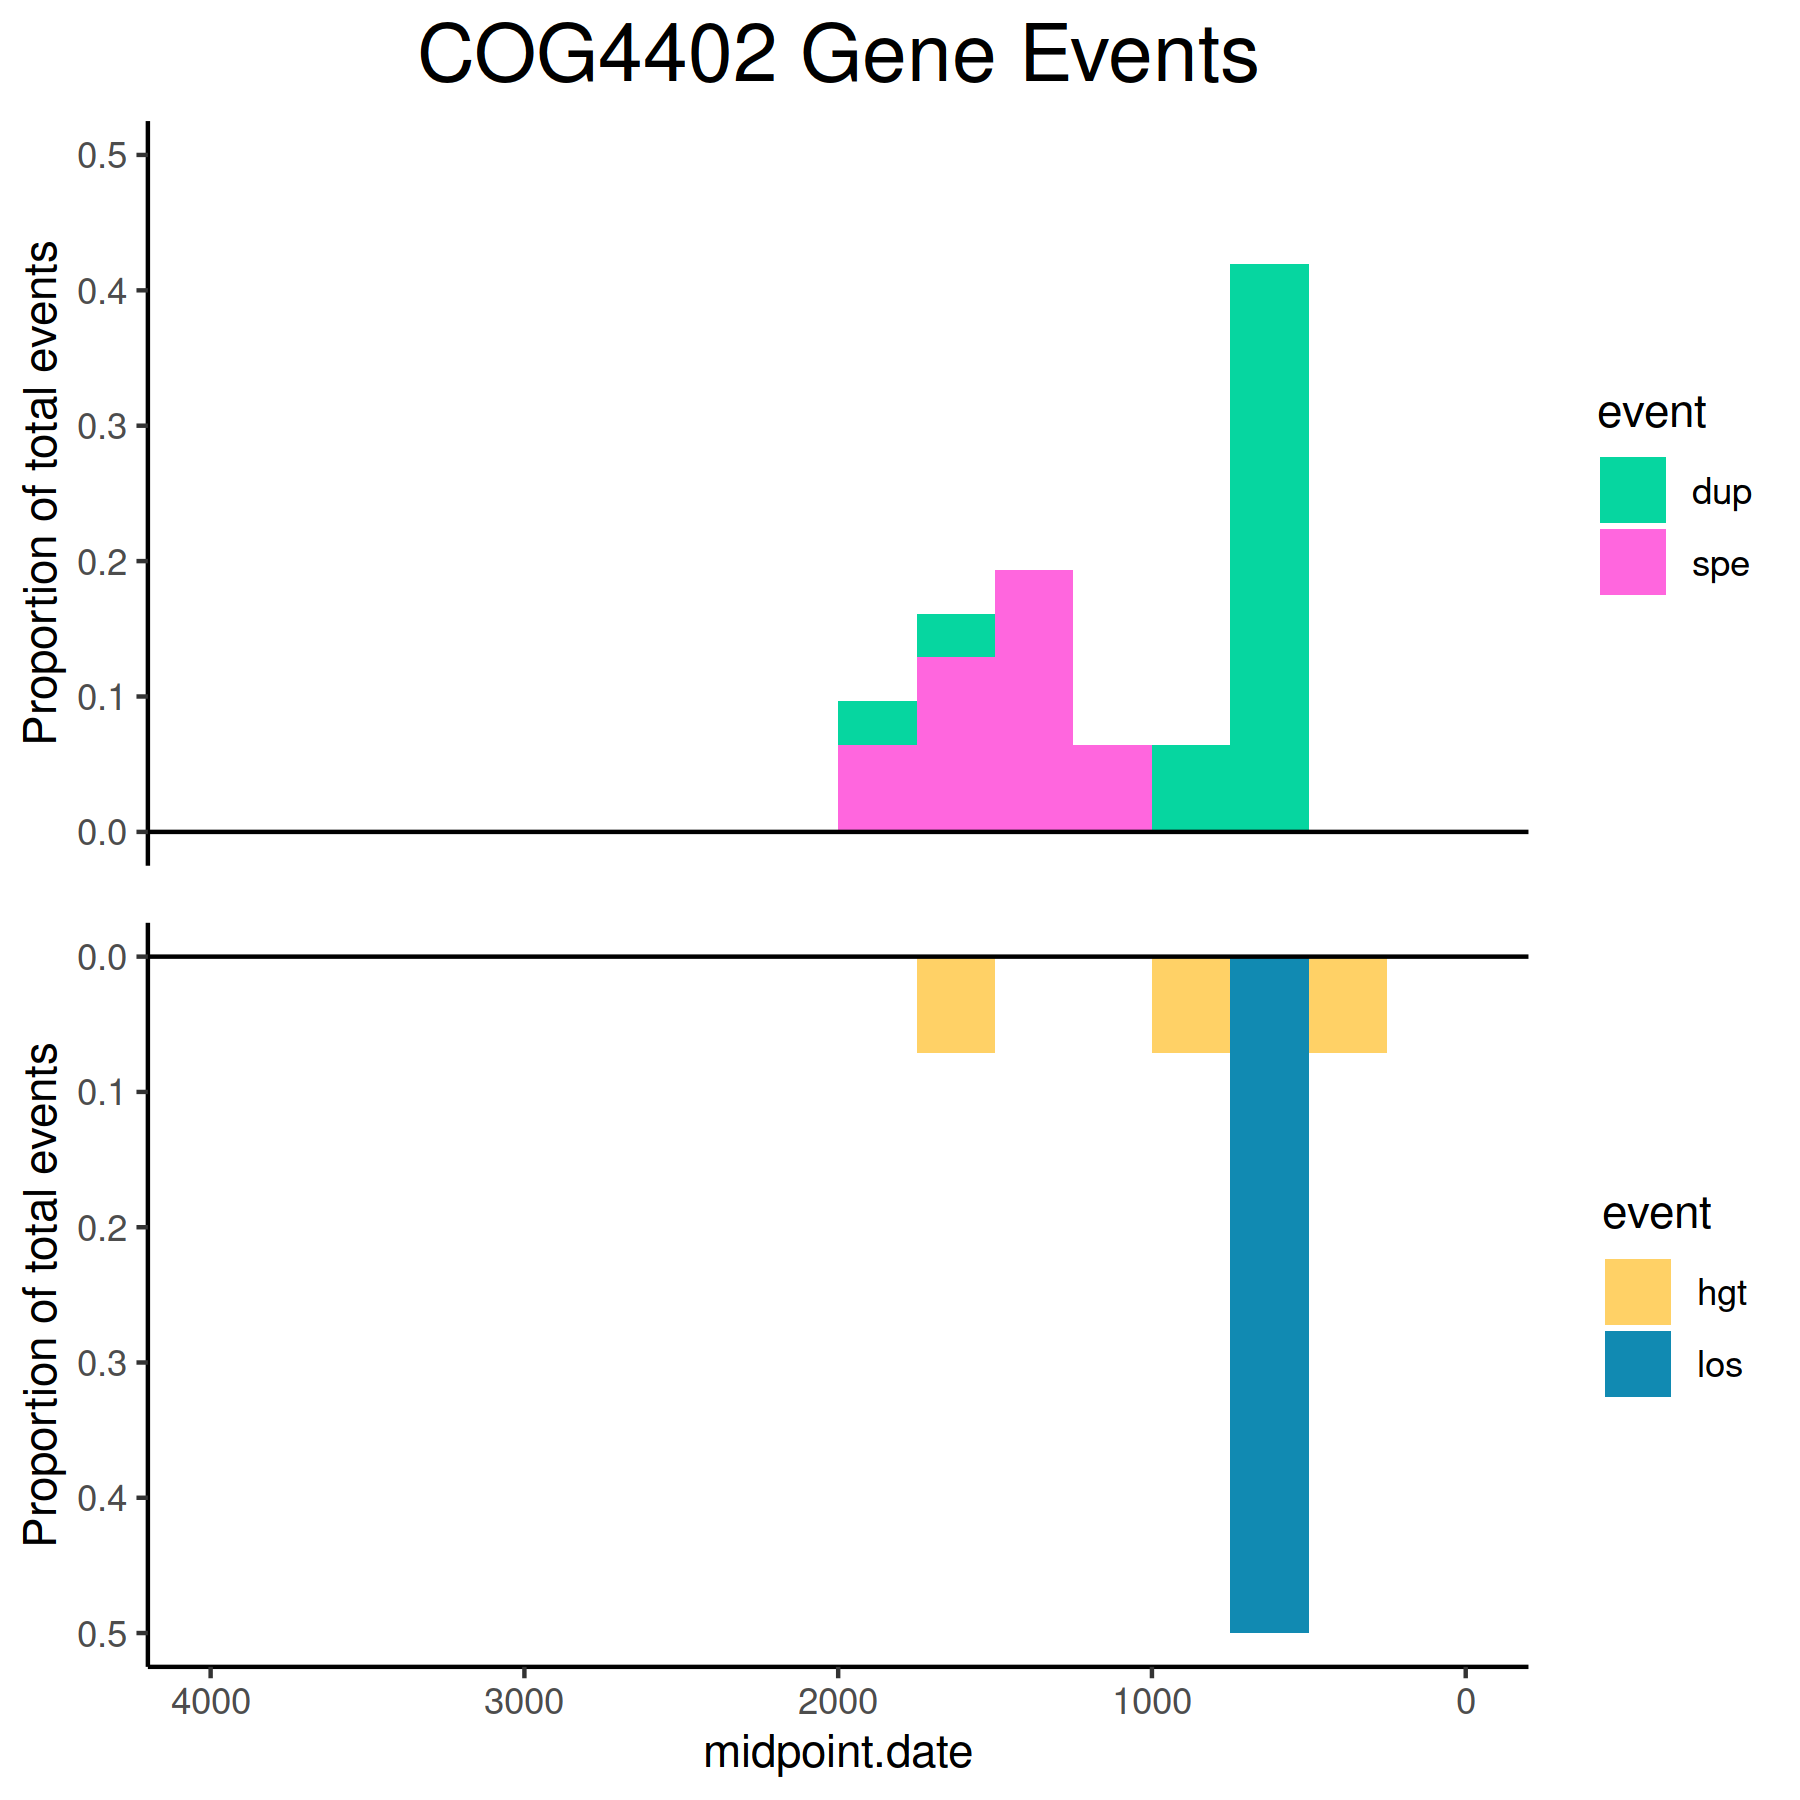 COG4402 Gene Events
Proportion of total events
0.5
0.4
0.3
0.2
0.1
0.0
event
dup
spe
Proportion of total events
0.0
0.1
0.2
0.3
0.4
0.5
event
hgt
los
4000 3000 2000 1000 0
midpoint.date